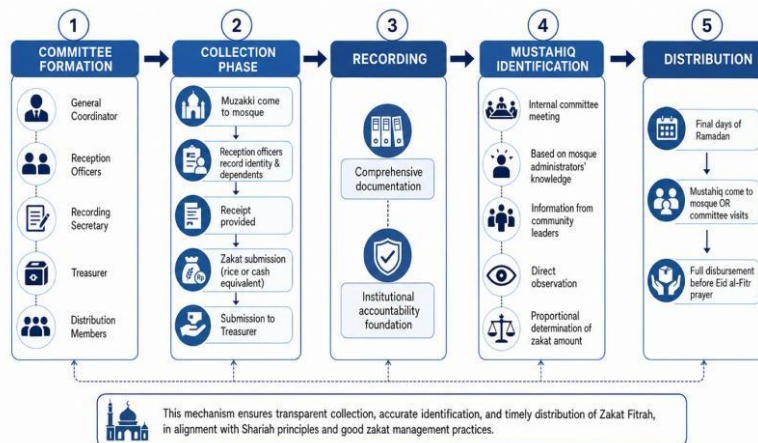 1
COMMITTEE
FORMATION
General
Coordinator
Reception
Officers
Recording
Secretary
Treasurer
Distribution
Members
2
COLLECTION
PHASE
Muzakki come
to mosque
Reception officers
record identity &
dependents
Receipt
provided
Zakat submission
(rice or cash
equivalent)
Rp
Submission
to Treasurer
3
RECORDING
Comprehensive
documentation
Institutional
accountability
foundation
4
MUSTAHIQ
IDENTIFICATION
Internal committee
meeting
Based on mosque
administrators'
knowledge
Information from
community
leaders
Direct
observation
Proportional
determination of
zakat amount
5
DISTRIBUTION
Final days of
Ramadan
Mustahiq come to
mosque OR
committee visits
Full disbursement
before Eid al-Fitr
prayer
This mechanism ensures transparent collection, accurate identification, and timely distribution of Zakat Fitrah,
in alignment with Shariah principles and good zakat management practices.